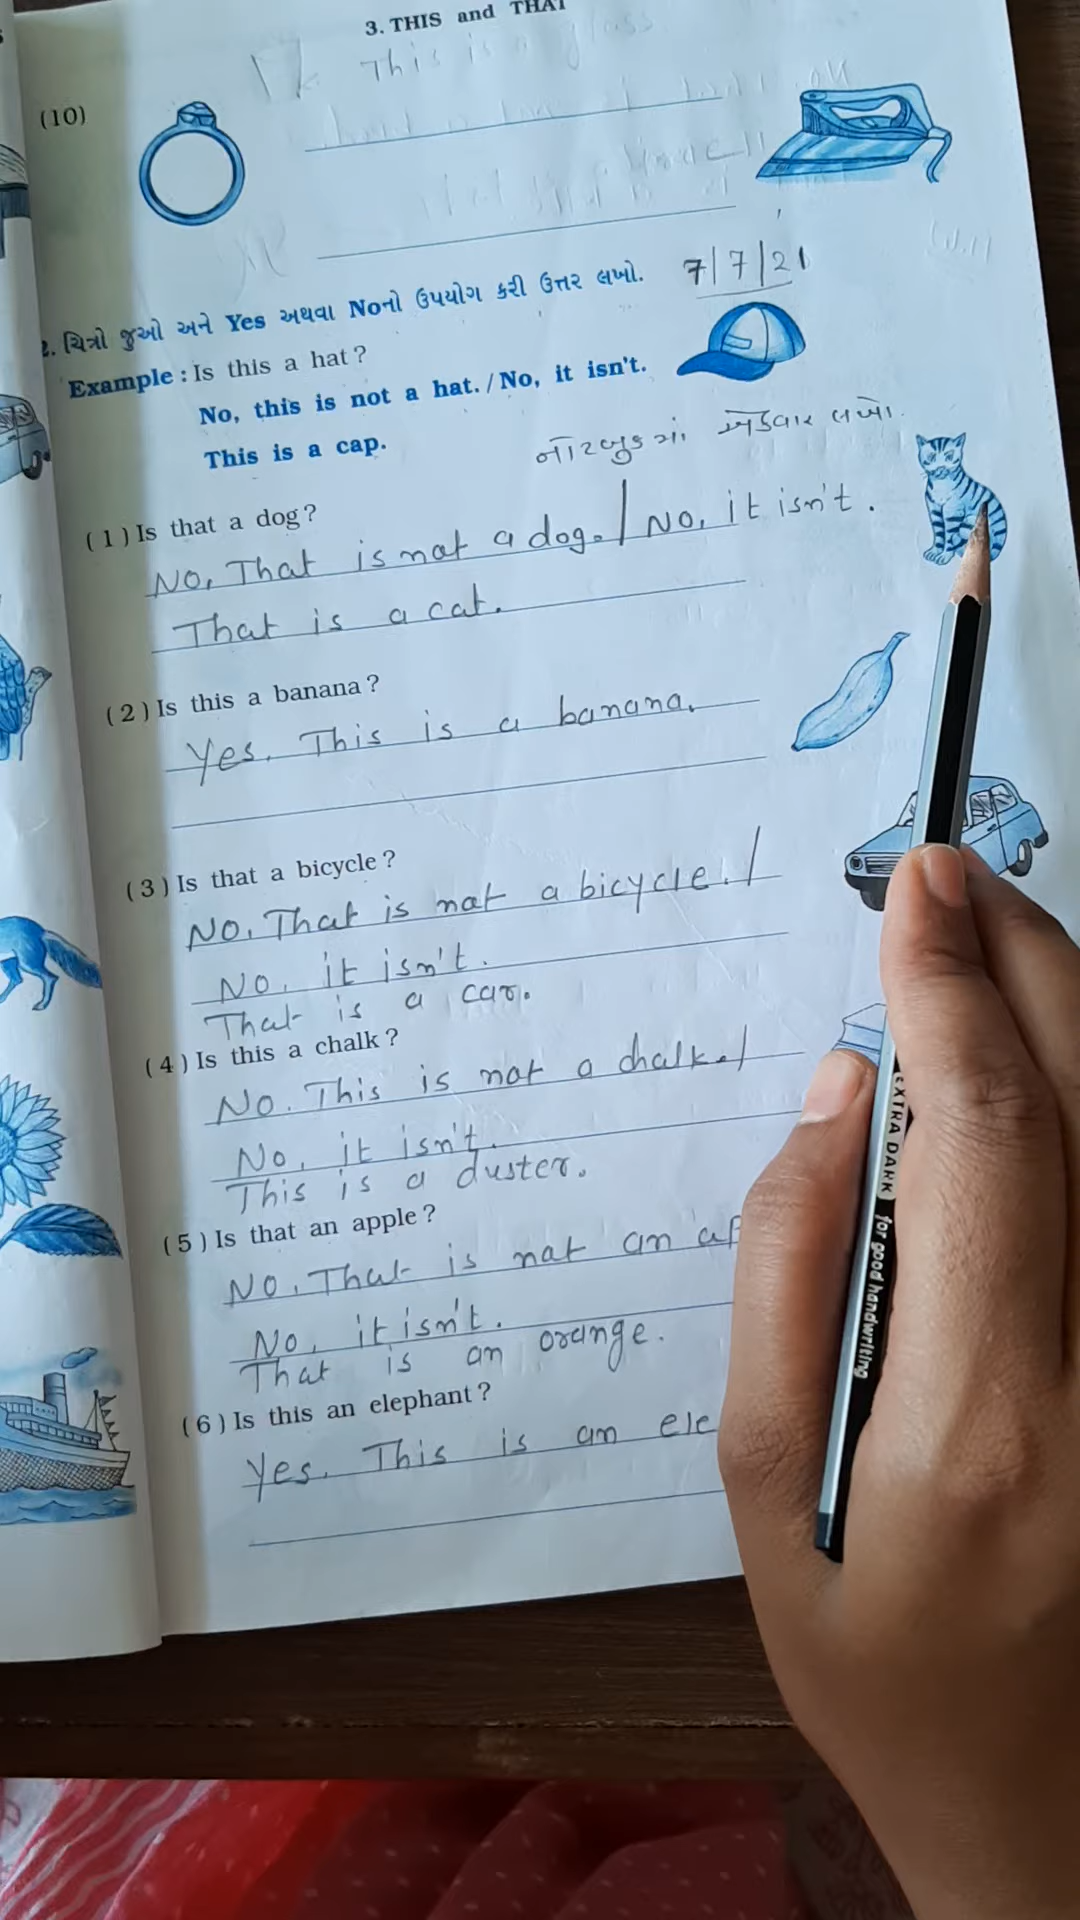 3. THIS and THAT
This is a glass
(10)
2. ચિત્રો જુઓ અને Yes અથવા Noનો ઉપયોગ કરી ઉત્તર લખો. 7/7/21
Example : Is this a hat ?
No, this is not a hat. / No, it isn't.
This is a cap.
નોટબુકમાં એકવાર લખો.
(1) Is that a dog ?
No, That is not a dog. / No, it isn't.
That is a cat.
(2) Is this a banana ?
Yes, This is a banana.
(3) Is that a bicycle ?
No, That is not a bicycle. /
No, it isn't.
That is a car.
(4) Is this a chalk ?
No. This is not a chalk. /
No, it isn't.
This is a duster.
(5) Is that an apple ?
No, That is not an ap
No, it isn't.
That is an orange.
(6) Is this an elephant ?
Yes, This is an ele
EXTRA DARK for good handwriting